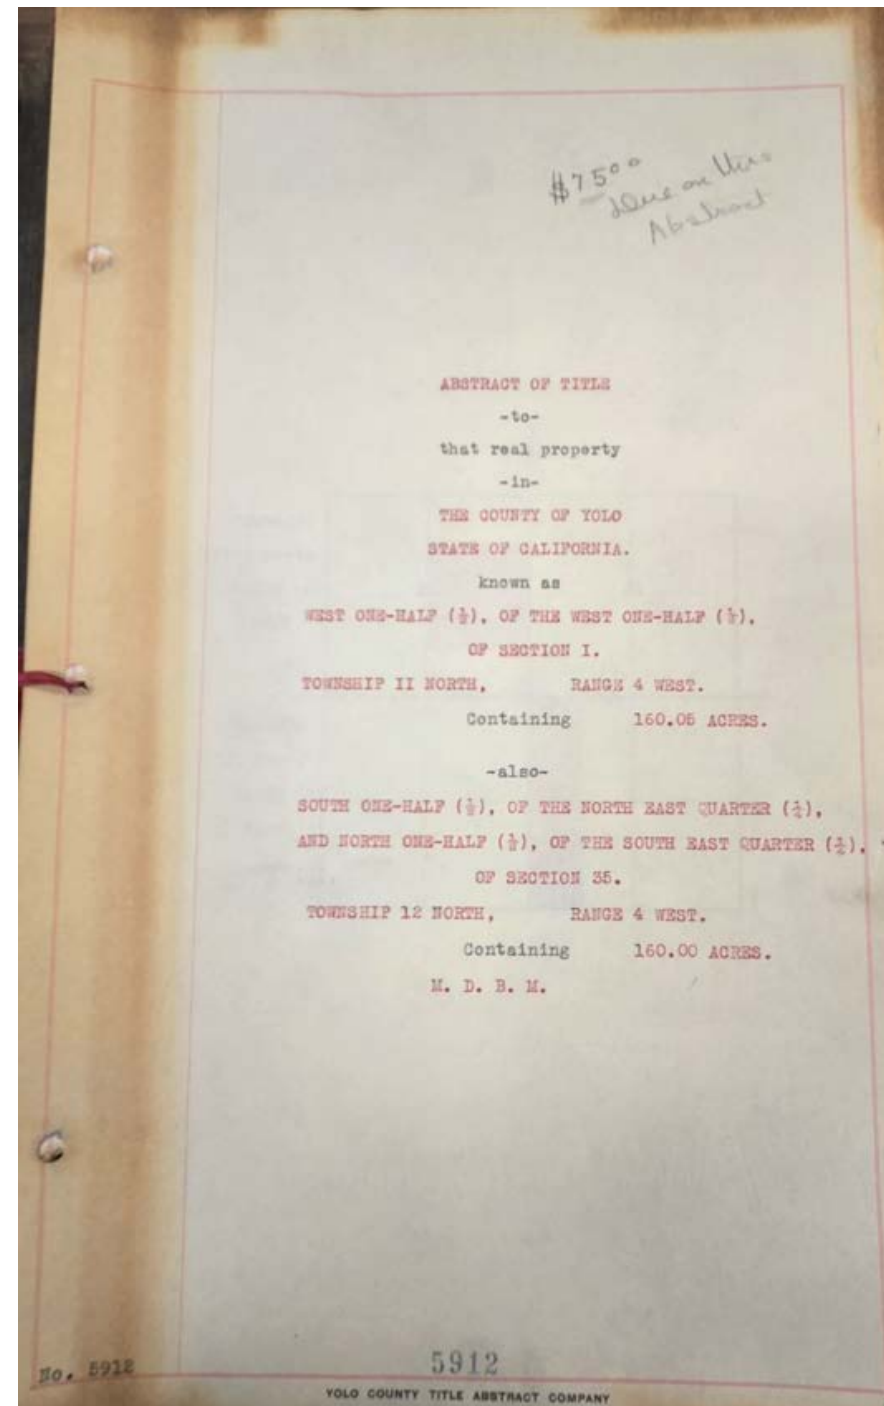 $75⁰⁰
Due on this
Abstract
ABSTRACT OF TITLE
-to-
that real property
-in-
THE COUNTY OF YOLO
STATE OF CALIFORNIA.
known as
WEST ONE-HALF (½), OF THE WEST ONE-HALF (½),
OF SECTION I.
TOWNSHIP II NORTH, RANGE 4 WEST.
Containing 160.05 ACRES.
-also-
SOUTH ONE-HALF (½), OF THE NORTH EAST QUARTER (¼),
AND NORTH ONE-HALF (½), OF THE SOUTH EAST QUARTER (¼),
OF SECTION 35.
TOWNSHIP 12 NORTH, RANGE 4 WEST.
Containing 160.00 ACRES.
M. D. B. M.
No. 5912
5912
YOLO COUNTY TITLE ABSTRACT COMPANY